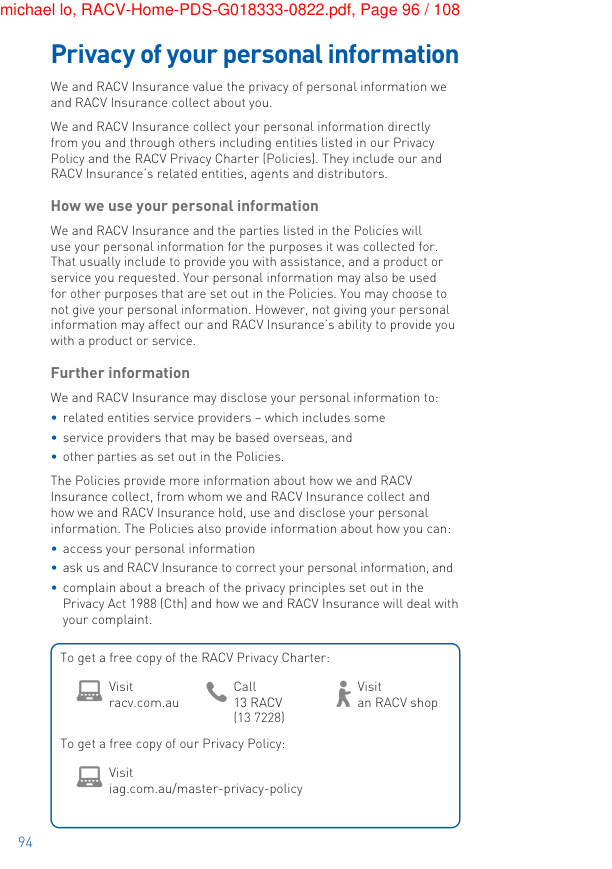 michael lo, RACV-Home-PDS-G018333-0822.pdf, Page 96 / 108
Privacy of your personal information
We and RACV Insurance value the privacy of personal information we
and RACV Insurance collect about you.
We and RACV Insurance collect your personal information directly
from you and through others including entities listed in our Privacy
Policy and the RACV Privacy Charter (Policies). They include our and
RACV Insurance's related entities, agents and distributors.
How we use your personal information
We and RACV Insurance and the parties listed in the Policies will
use your personal information for the purposes it was collected for.
That usually include to provide you with assistance, and a product or
service you requested. Your personal information may also be used
for other purposes that are set out in the Policies. You may choose to
not give your personal information. However, not giving your personal
information may affect our and RACV Insurance's ability to provide you
with a product or service.
Further information
We and RACV Insurance may disclose your personal information to:
• related entities service providers – which includes some
• service providers that may be based overseas, and
• other parties as set out in the Policies.
The Policies provide more information about how we and RACV
Insurance collect, from whom we and RACV Insurance collect and
how we and RACV Insurance hold, use and disclose your personal
information. The Policies also provide information about how you can:
• access your personal information
• ask us and RACV Insurance to correct your personal information, and
• complain about a breach of the privacy principles set out in the
Privacy Act 1988 (Cth) and how we and RACV Insurance will deal with
your complaint.
To get a free copy of the RACV Privacy Charter:
Visit
racv.com.au
Call
13 RACV
(13 7228)
Visit
an RACV shop
To get a free copy of our Privacy Policy:
Visit
iag.com.au/master-privacy-policy
94